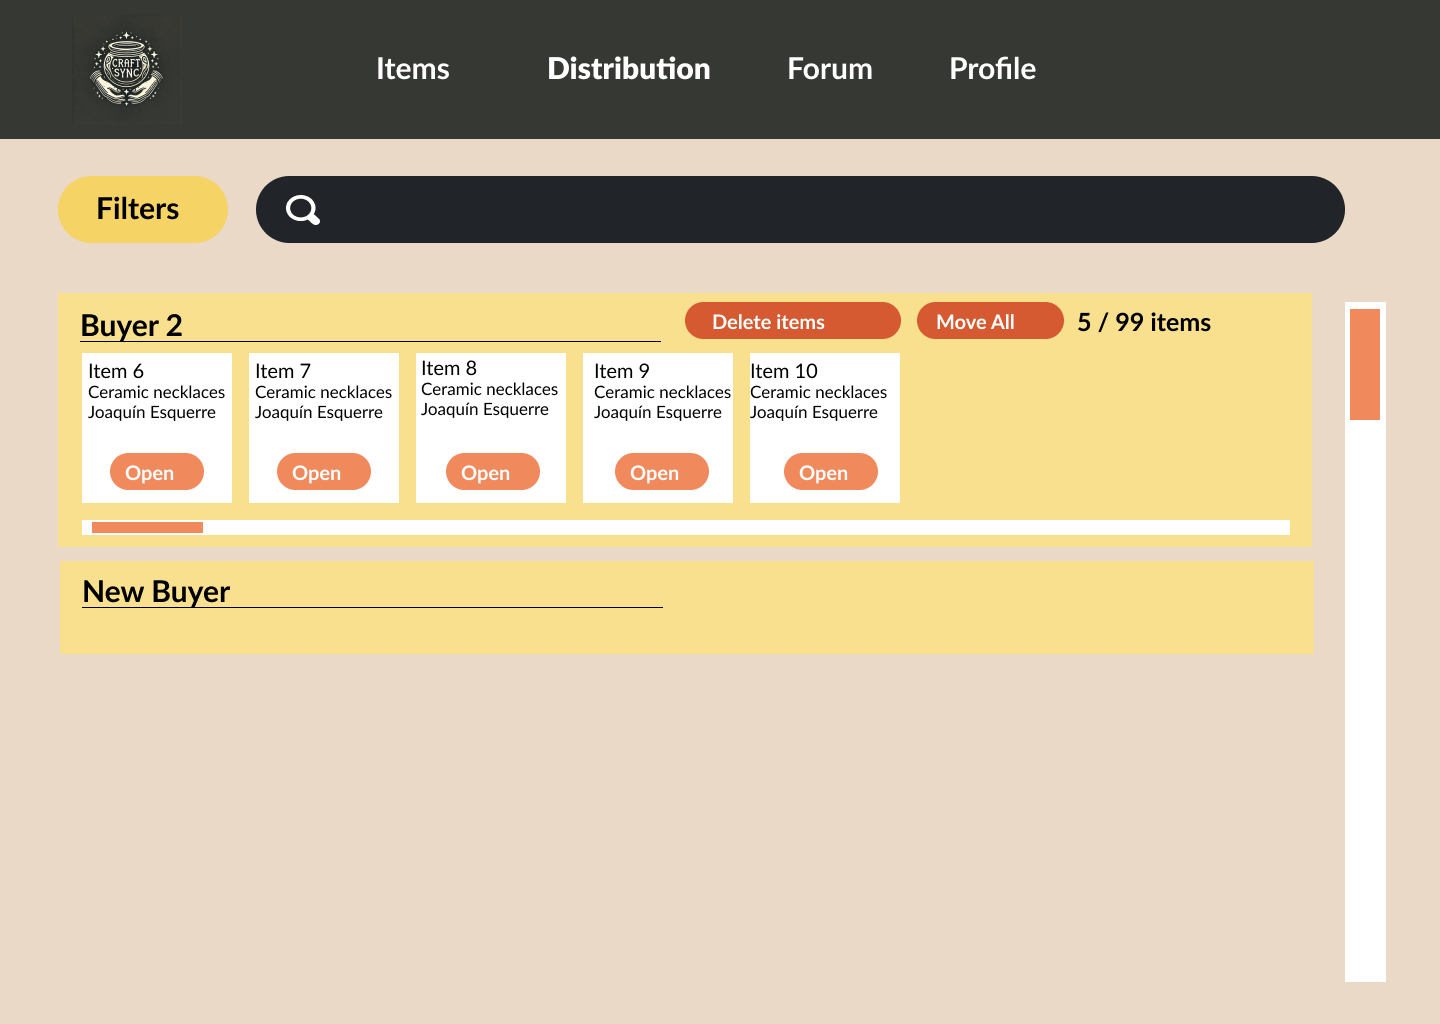 CRAFT
SYNC
Items Distribution Forum Profile
Filters
Buyer 2 Delete items Move All 5 / 99 items
Item 6 Item 7 Item 8 Item 9 Item 10
Ceramic necklaces Ceramic necklaces Ceramic necklaces Ceramic necklaces Ceramic necklaces
Joaquín Esquerre Joaquín Esquerre Joaquín Esquerre Joaquín Esquerre Joaquín Esquerre
Open Open Open Open Open
New Buyer